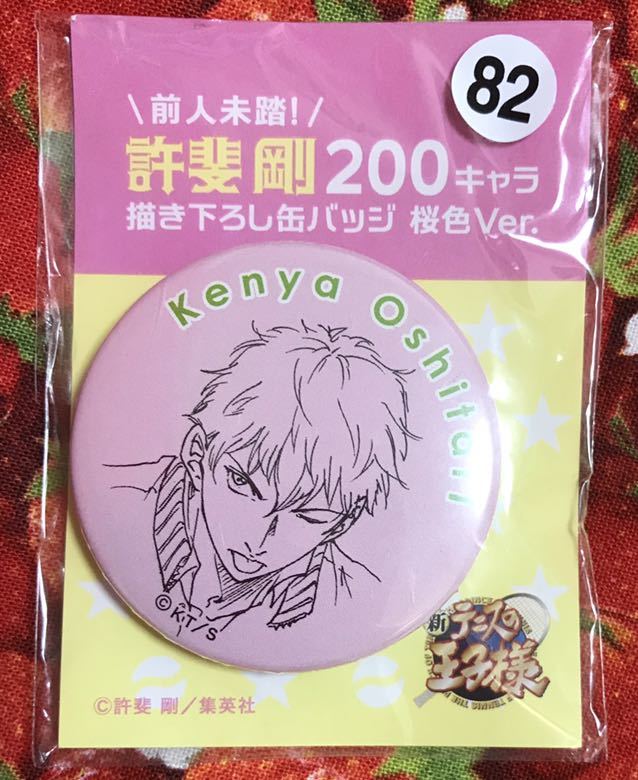 82
\前人未踏!/
許斐 剛 200キャラ
描き下ろし缶バッジ 桜色Ver.
Kenya Oshitari
©K.T/S
新テニスの
王子様
©許斐 剛/集英社